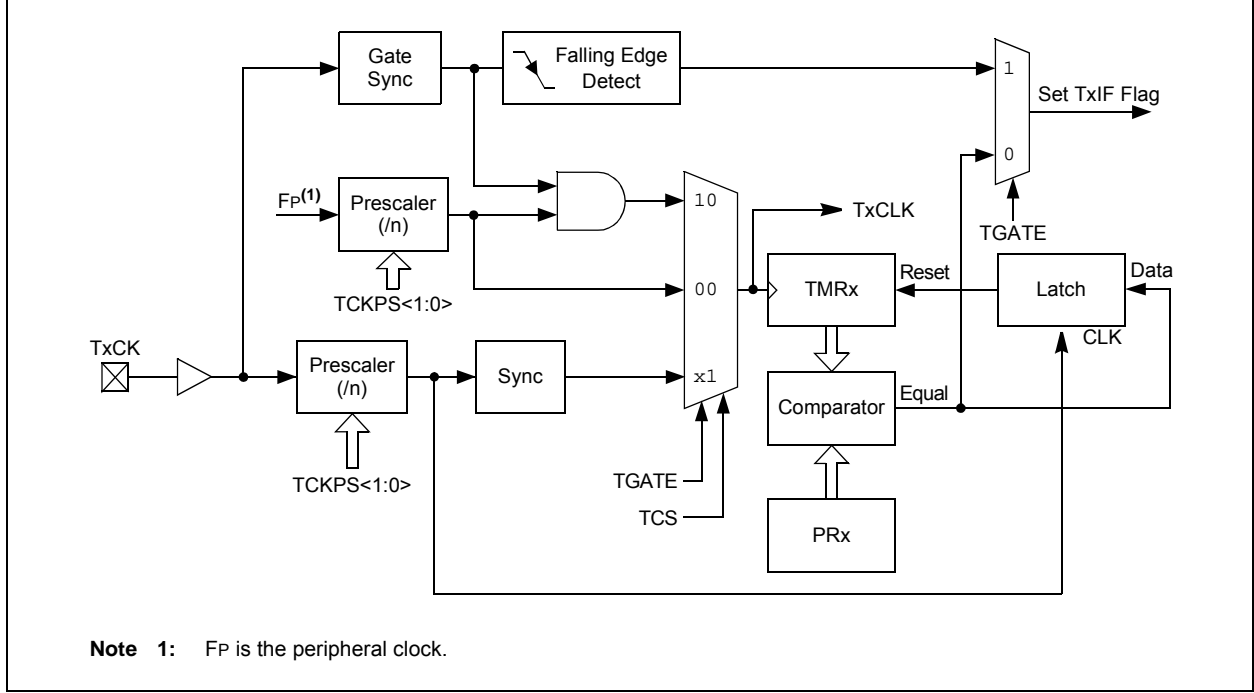 Gate
Sync
Falling Edge
Detect
1
Set TxIF Flag
0
TGATE
FP(1)
Prescaler
(/n)
TCKPS<1:0>
10
00
x1
TxCLK
TMRx
Reset
Latch
Data
CLK
TxCK
Prescaler
(/n)
TCKPS<1:0>
Sync
Comparator
Equal
TGATE
TCS
PRx
Note 1: FP is the peripheral clock.